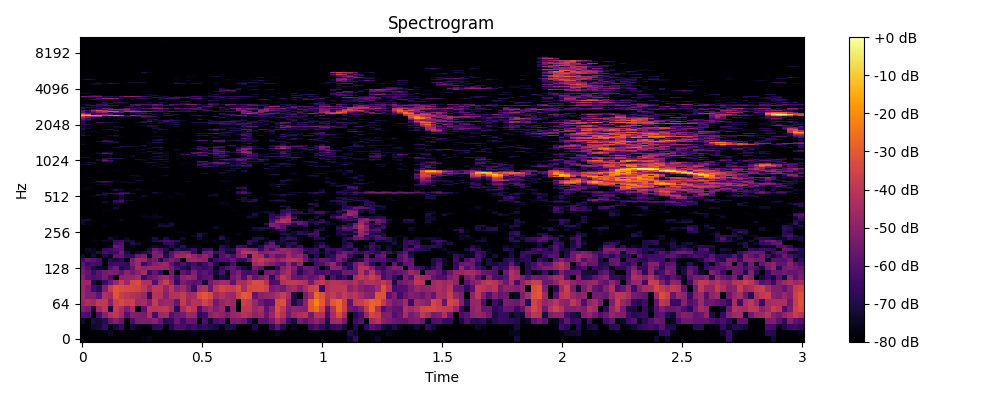 Spectrogram
8192
4096
2048
1024
512
256
128
64
0
Hz
0
0.5
1
1.5
2
2.5
3
Time
+0 dB
-10 dB
-20 dB
-30 dB
-40 dB
-50 dB
-60 dB
-70 dB
-80 dB